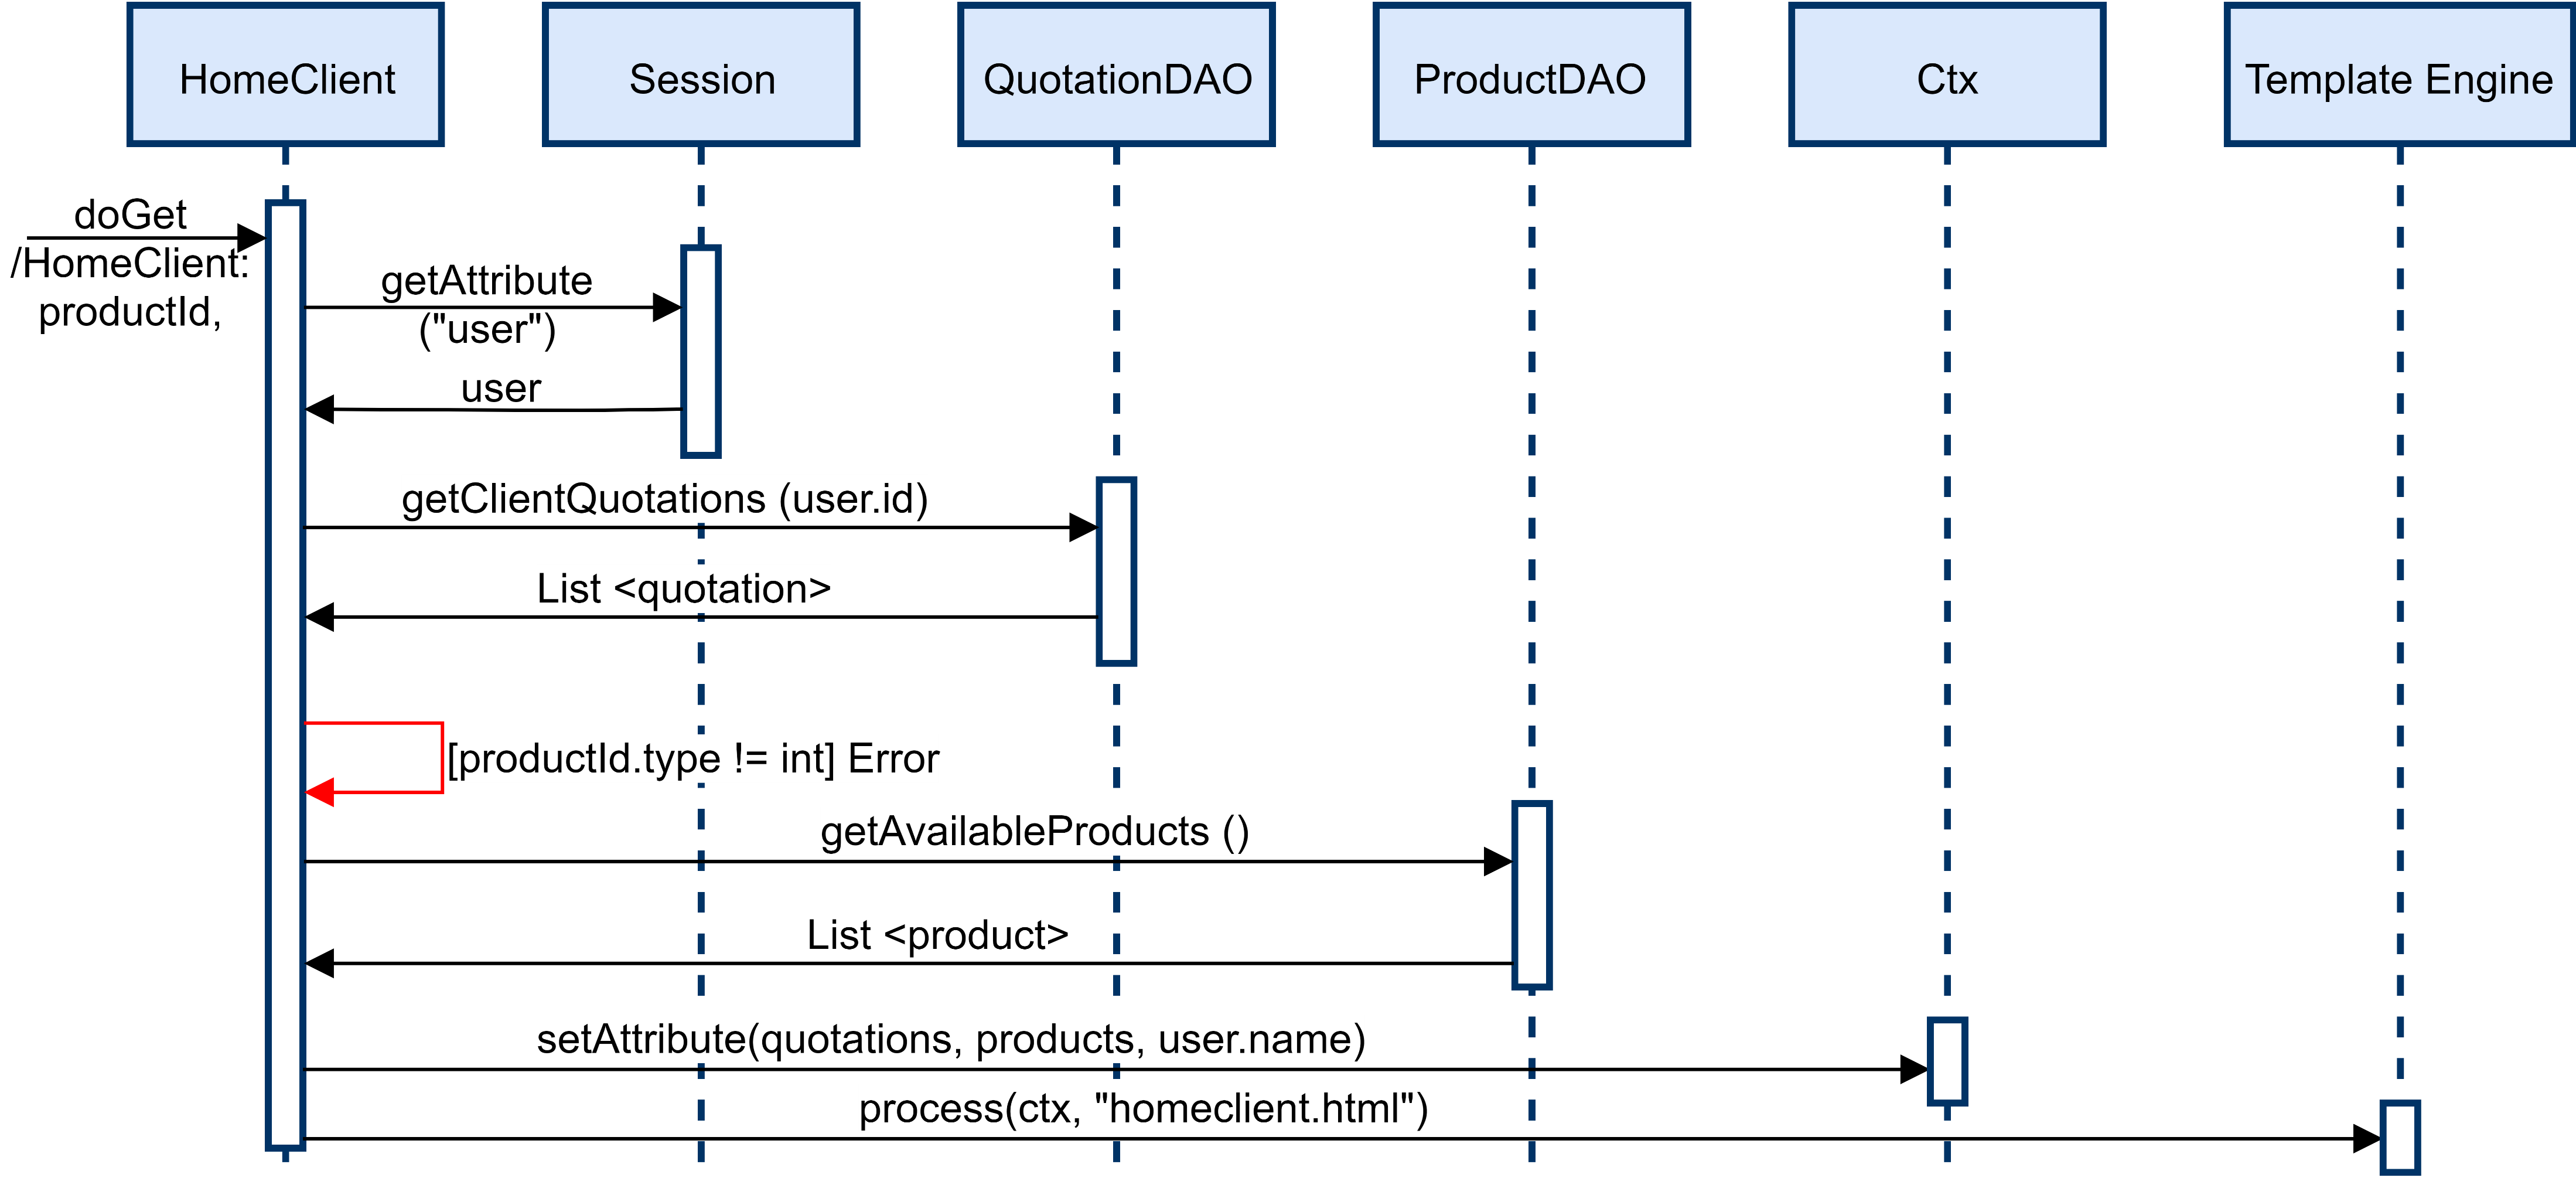 HomeClient
Session
QuotationDAO
ProductDAO
Ctx
Template Engine
doGet
/HomeClient:
productId,
getAttribute
("user")
user
getClientQuotations (user.id)
List <quotation>
[productId.type != int] Error
getAvailableProducts ()
List <product>
setAttribute(quotations, products, user.name)
process(ctx, "homeclient.html")